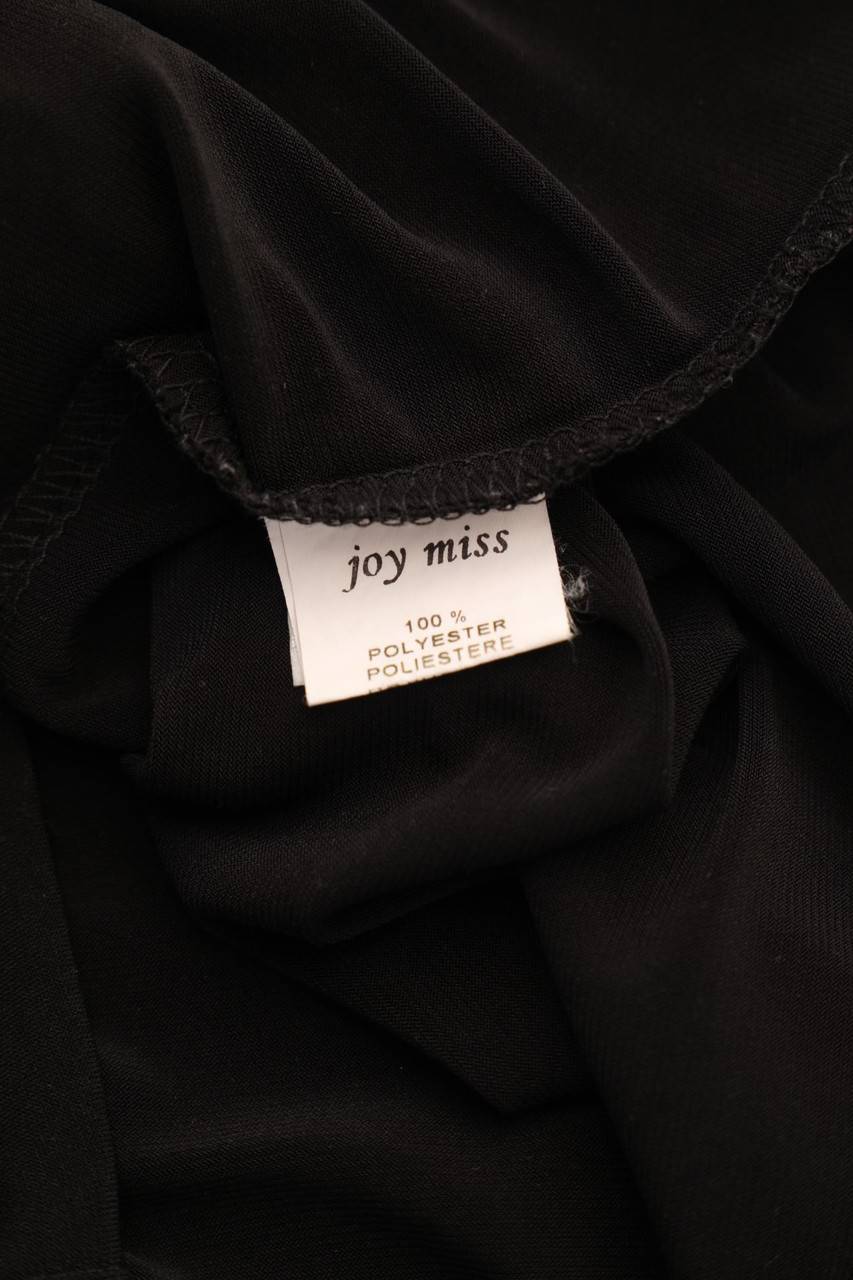 joy miss
100 %
POLYESTER
POLIESTERE